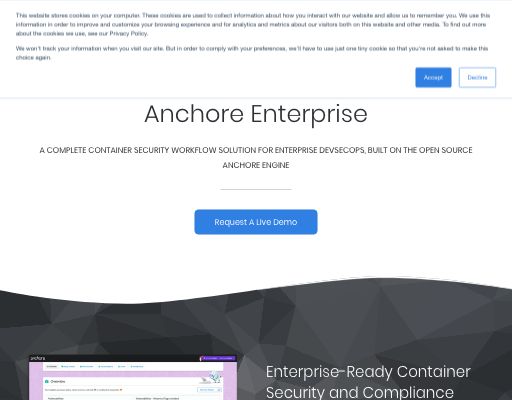 This website stores cookies on your computer. These cookies are used to collect information about how you interact with our website and allow us to remember you. We use this
information in order to improve and customize your browsing experience and for analytics and metrics about our visitors both on this website and other media. To find out more
about the cookies we use, see our Privacy Policy.
We won't track your information when you visit our site. But in order to comply with your preferences, we'll have to use just one tiny cookie so that you're not asked to make this
choice again.
Accept
Decline
Anchore Enterprise
A COMPLETE CONTAINER SECURITY WORKFLOW SOLUTION FOR ENTERPRISE DEVSECOPS, BUILT ON THE OPEN SOURCE
ANCHORE ENGINE
Request A Live Demo
anchore
Overview
Enterprise-Ready Container
Security and Compliance